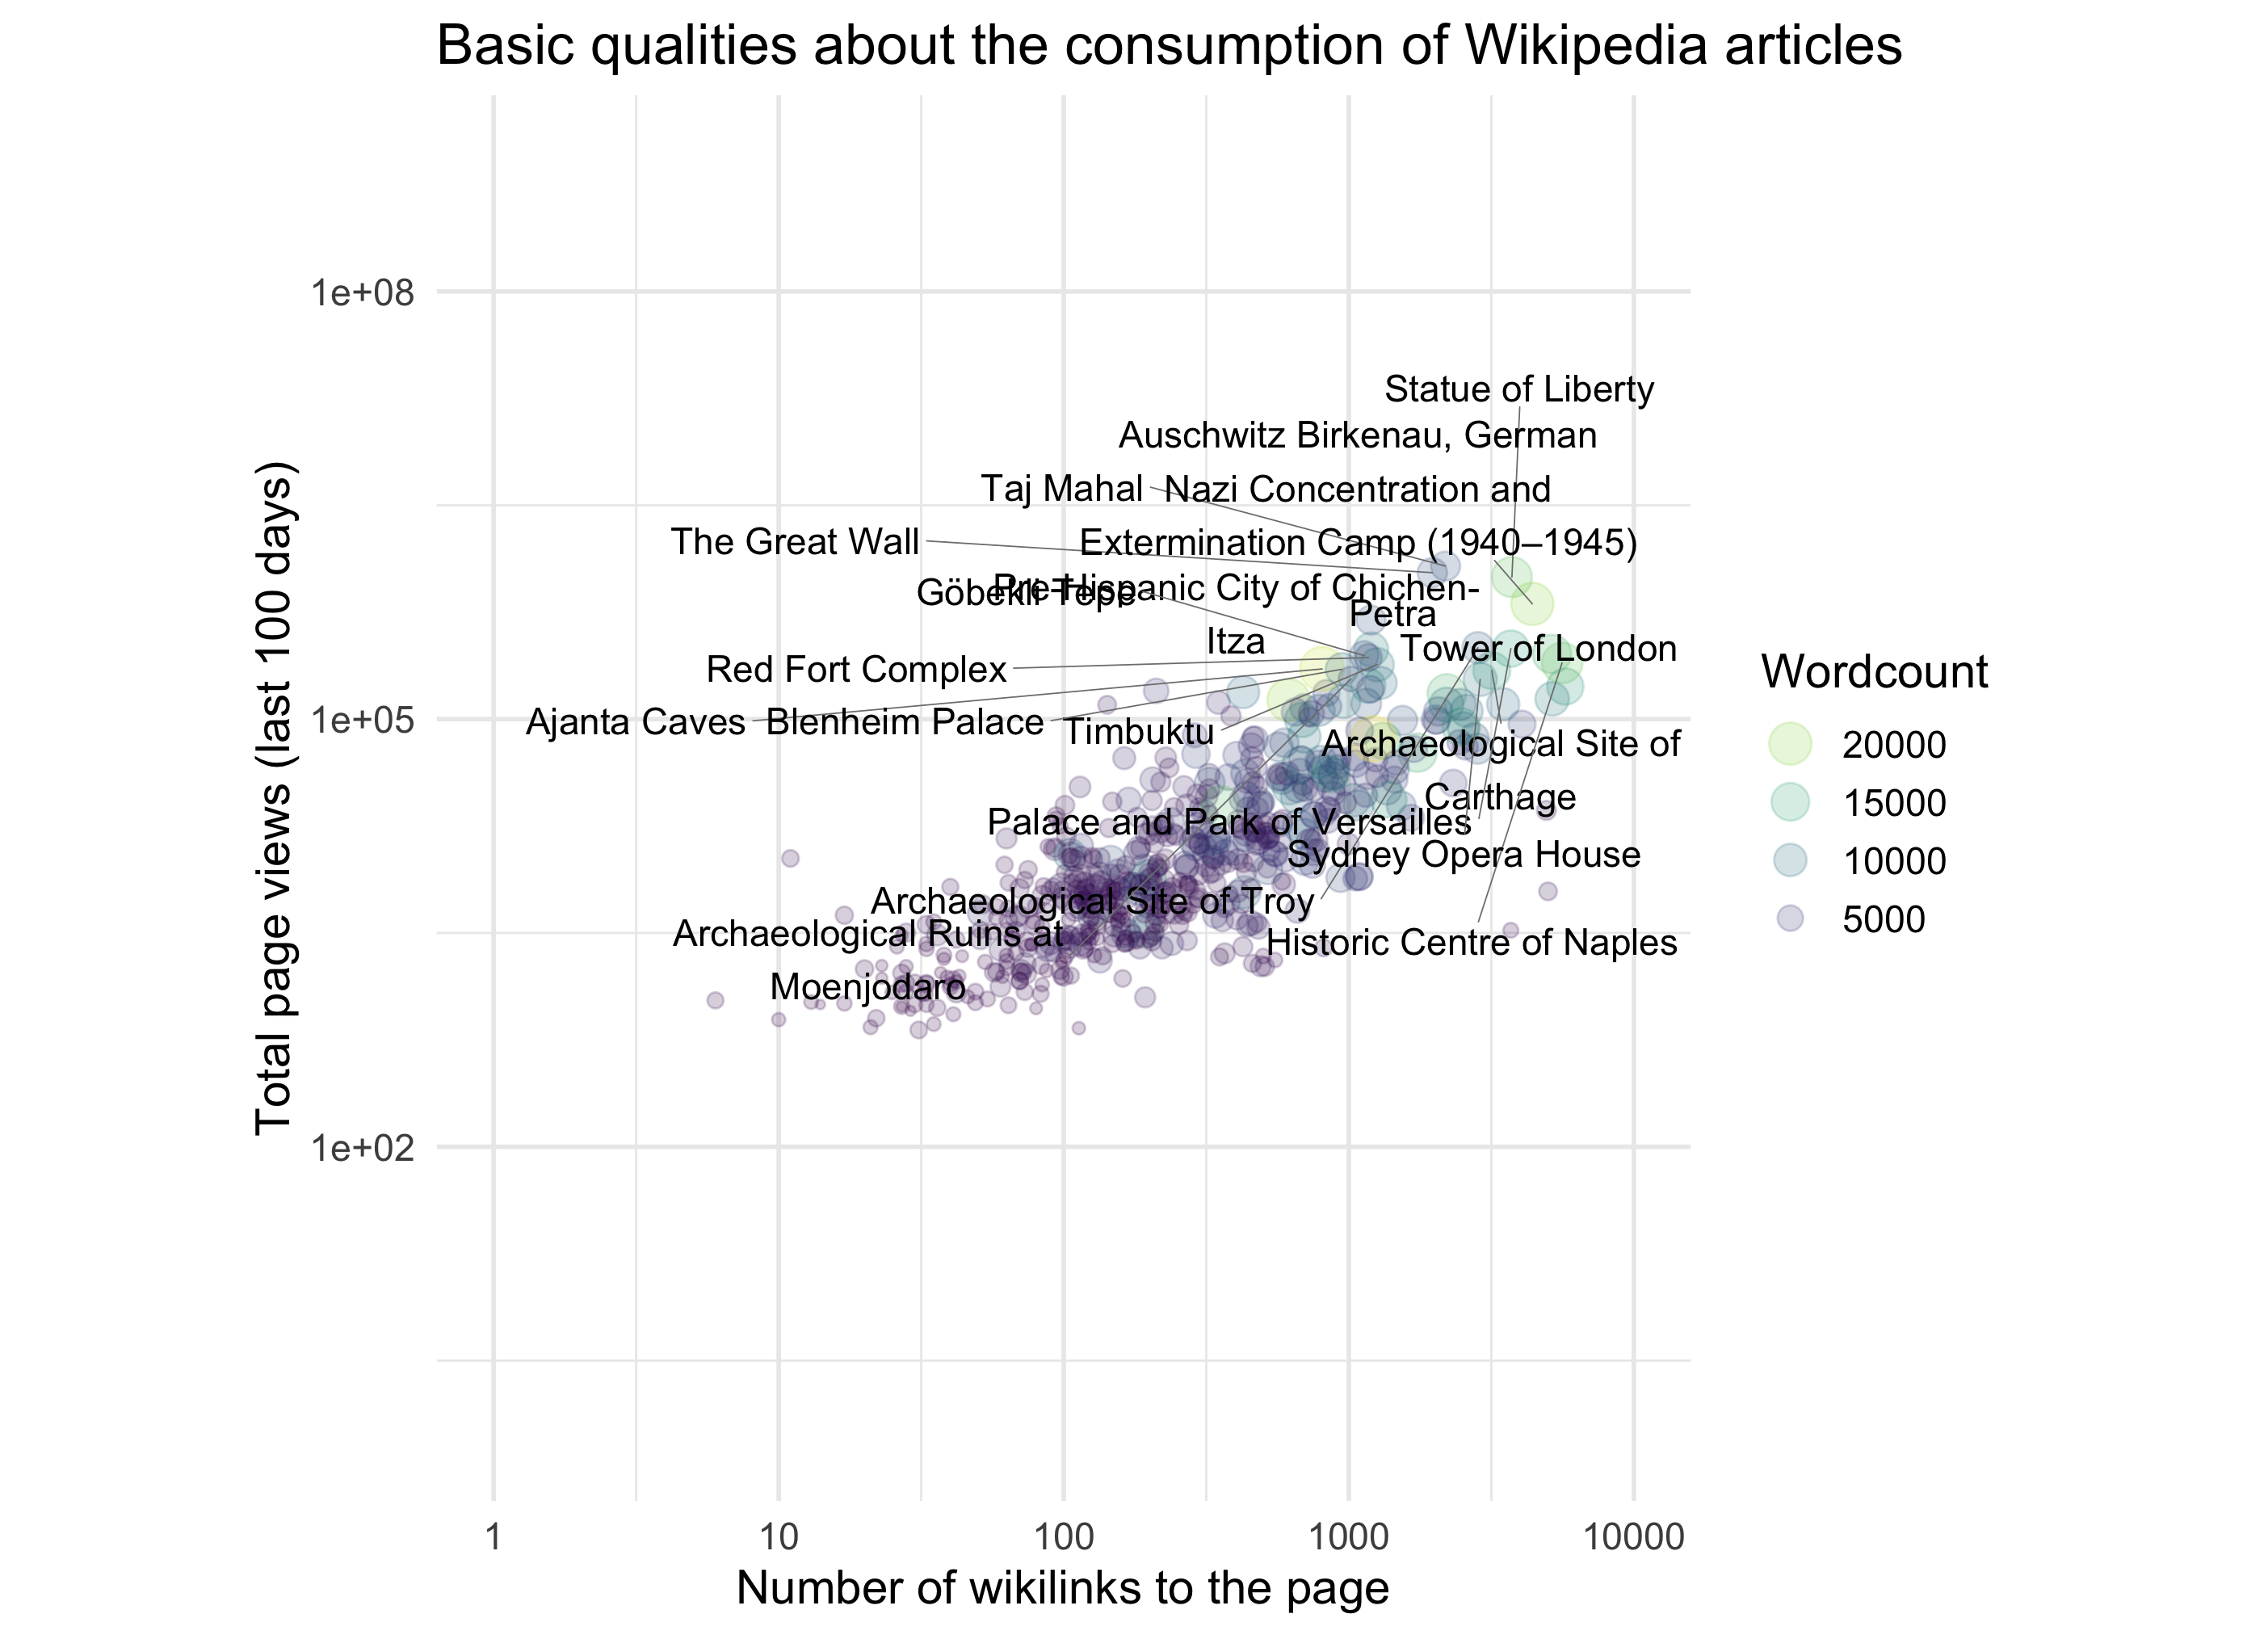 Basic qualities about the consumption of Wikipedia articles
Total page views (last 100 days)
1e+08
1e+05
1e+02
Statue of Liberty
Auschwitz Birkenau, German
Nazi Concentration and
Extermination Camp (1940–1945)
Taj Mahal
The Great Wall
Göbekli Tepe
Pre-Hispanic City of Chichen-
Itza
Petra
Tower of London
Red Fort Complex
Ajanta Caves
Blenheim Palace
Timbuktu
Archaeological Site of
Carthage
Palace and Park of Versailles
Sydney Opera House
Archaeological Site of Troy
Archaeological Ruins at
Moenjodaro
Historic Centre of Naples
1
10
100
1000
10000
Number of wikilinks to the page
Wordcount
20000
15000
10000
5000